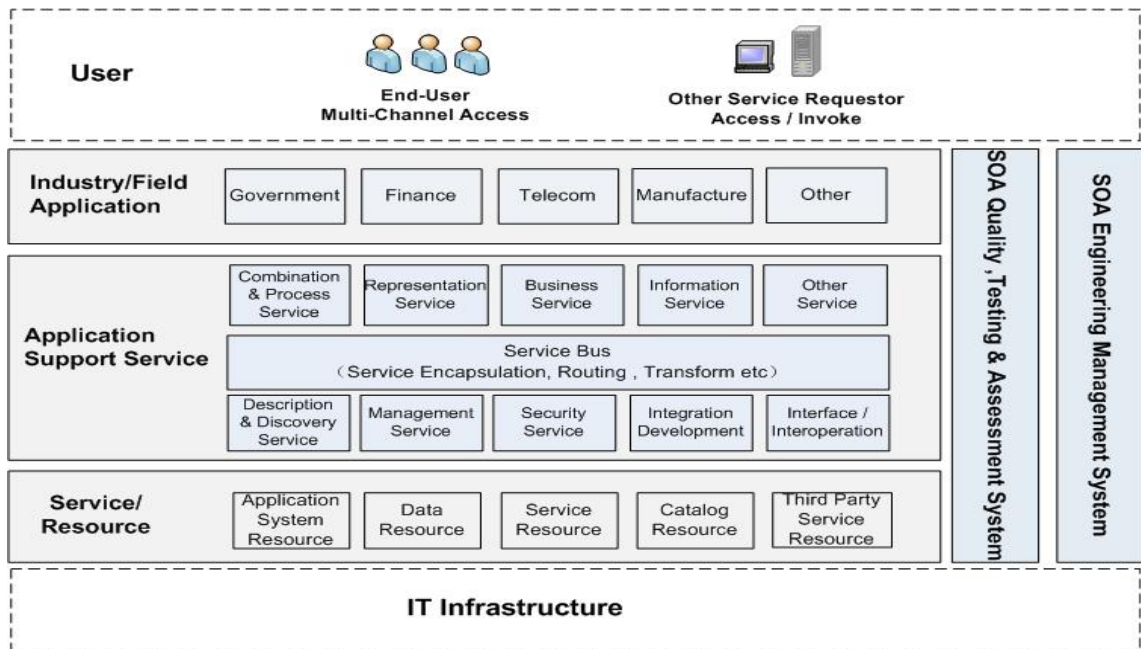 User
End-User
Multi-Channel Access
Other Service Requestor
Access / Invoke
Industry/Field
Application
Government
Finance
Telecom
Manufacture
Other
Application
Support Service
Combination
& Process
Service
Representation
Service
Business
Service
Information
Service
Other
Service
Service Bus
（Service Encapsulation, Routing , Transform etc）
Description
& Discovery
Service
Management
Service
Security
Service
Integration
Development
Interface /
Interoperation
Service/
Resource
Application
System
Resource
Data
Resource
Service
Resource
Catalog
Resource
Third Party
Service
Resource
SOA Quality ,Testing & Assessment System
SOA Engineering Management System
IT Infrastructure